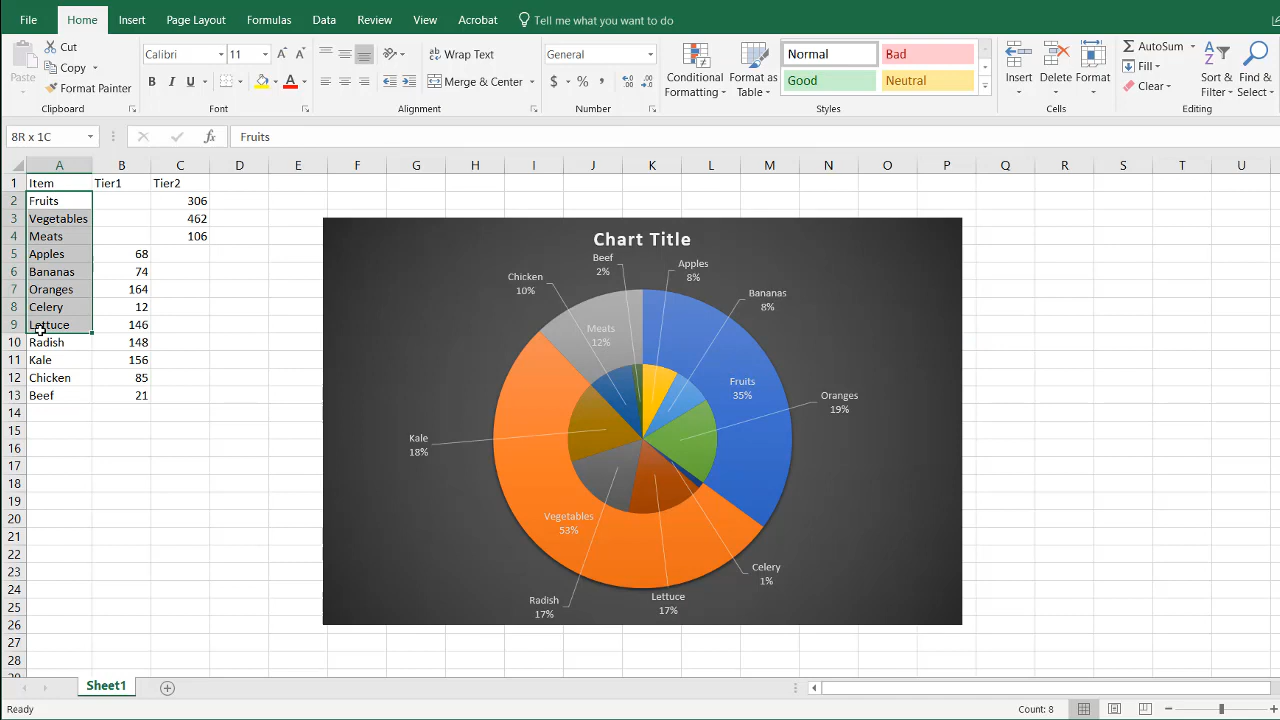 File Home Insert Page Layout Formulas Data Review View Acrobat Tell me what you want to do
Paste
Cut
Copy
Format Painter
Clipboard
Calibri 11
B I U
Font
Wrap Text
Merge & Center
Alignment
General
$ % ,
Number
Conditional Formatting
Format as Table
Normal Bad
Good Neutral
Styles
Insert Delete Format
Cells
AutoSum
Fill
Clear
Sort & Filter
Find & Select
Editing
8R x 1C fx Fruits
A B C D E F G H I J K L M N O P Q R S T U
1 Item Tier1 Tier2
2 Fruits 306
3 Vegetables 462
4 Meats 106
5 Apples 68
6 Bananas 74
7 Oranges 164
8 Celery 12
9 Lettuce 146
10 Radish 148
11 Kale 156
12 Chicken 85
13 Beef 21
14
15
16
17
18
19
20
21
22
23
24
25
26
27
28
Chart Title
Beef
2%
Apples
8%
Chicken
10%
Bananas
8%
Meats
12%
Fruits
35%
Oranges
19%
Kale
18%
Vegetables
53%
Celery
1%
Radish
17%
Lettuce
17%
Sheet1
Ready Count: 8